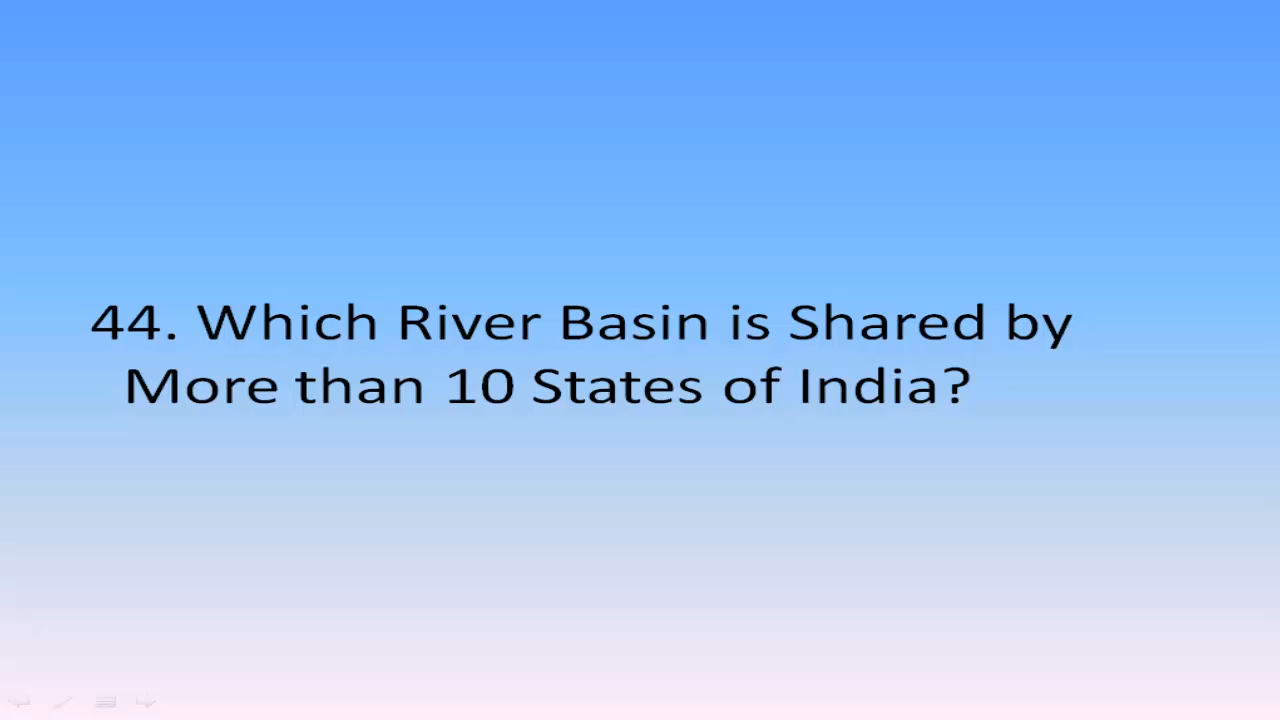 44. Which River Basin is Shared by
More than 10 States of India?